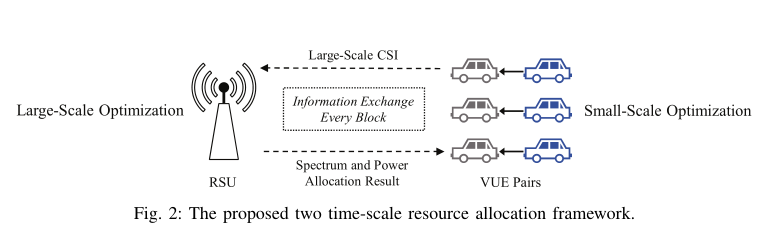 Large-Scale CSI
Large-Scale Optimization
Information Exchange
Every Block
Small-Scale Optimization
Spectrum and Power
Allocation Result
RSU
VUE Pairs
Fig. 2: The proposed two time-scale resource allocation framework.